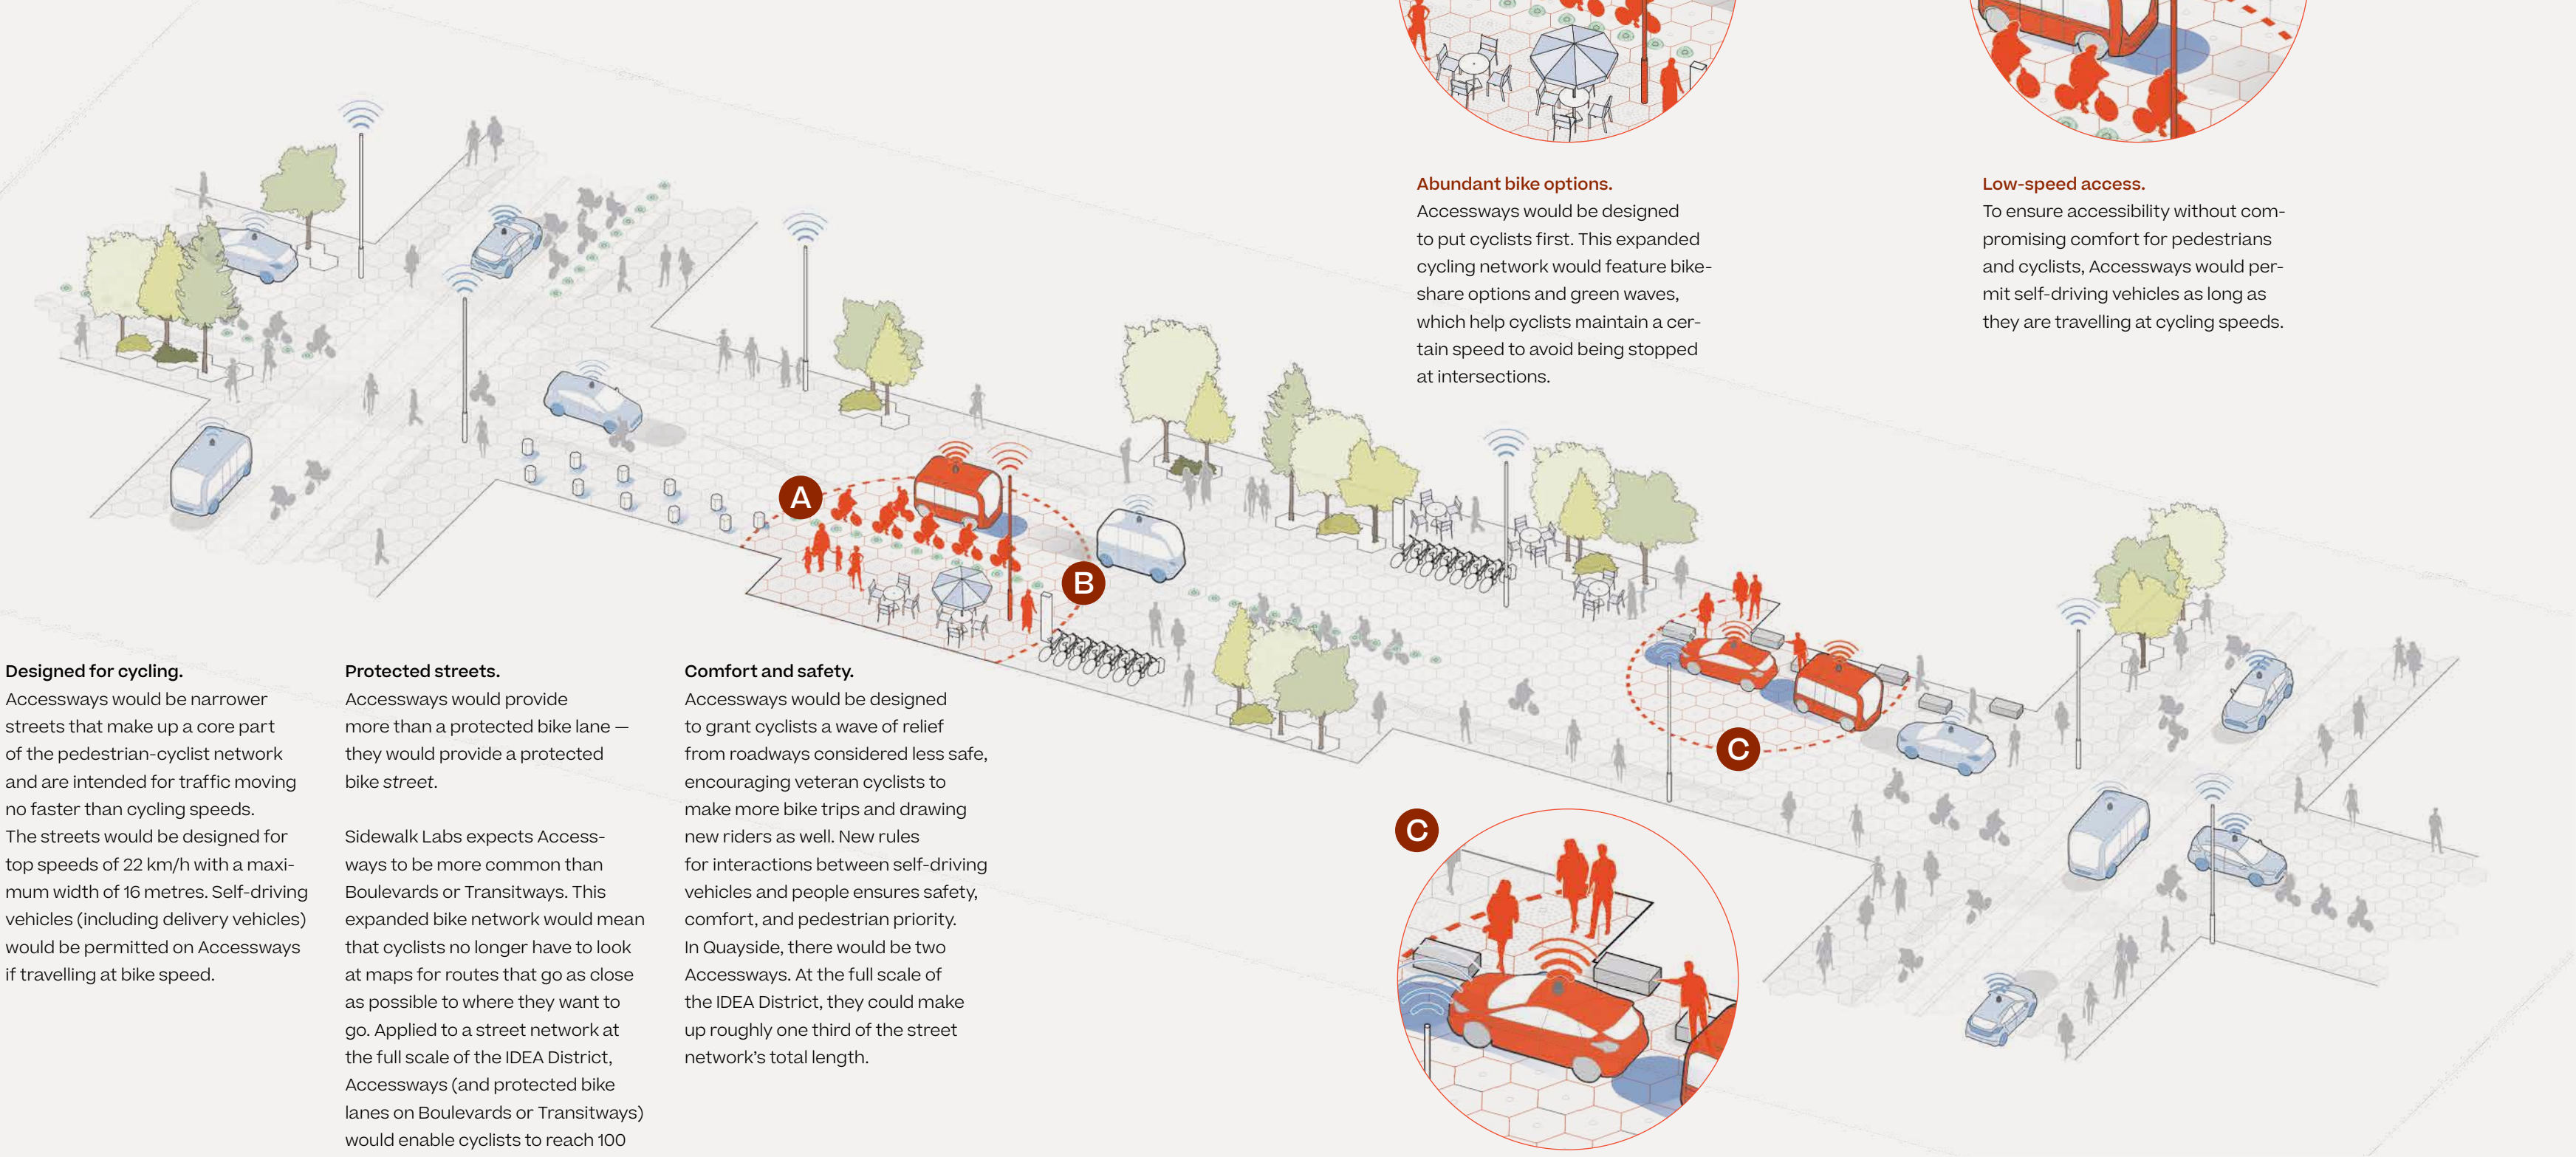 Abundant bike options.
Accessways would be designed
to put cyclists first. This expanded
cycling network would feature bike-
share options and green waves,
which help cyclists maintain a cer-
tain speed to avoid being stopped
at intersections.
Low-speed access.
To ensure accessibility without com-
promising comfort for pedestrians
and cyclists, Accessways would per-
mit self-driving vehicles as long as
they are travelling at cycling speeds.
A
B
C
C
Designed for cycling.
Accessways would be narrower
streets that make up a core part
of the pedestrian-cyclist network
and are intended for traffic moving
no faster than cycling speeds.
The streets would be designed for
top speeds of 22 km/h with a maxi-
mum width of 16 metres. Self-driving
vehicles (including delivery vehicles)
would be permitted on Accessways
if travelling at bike speed.
Protected streets.
Accessways would provide
more than a protected bike lane —
they would provide a protected
bike street.
Sidewalk Labs expects Access-
ways to be more common than
Boulevards or Transitways. This
expanded bike network would mean
that cyclists no longer have to look
at maps for routes that go as close
as possible to where they want to
go. Applied to a street network at
the full scale of the IDEA District,
Accessways (and protected bike
lanes on Boulevards or Transitways)
would enable cyclists to reach 100
Comfort and safety.
Accessways would be designed
to grant cyclists a wave of relief
from roadways considered less safe,
encouraging veteran cyclists to
make more bike trips and drawing
new riders as well. New rules
for interactions between self-driving
vehicles and people ensures safety,
comfort, and pedestrian priority.
In Quayside, there would be two
Accessways. At the full scale of
the IDEA District, they could make
up roughly one third of the street
network’s total length.